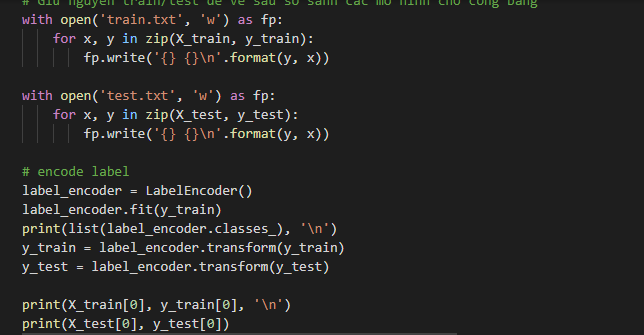 # Giữ nguyên train/test để về sau so sánh các mô hình cho công bằng
with open('train.txt', 'w') as fp:
    for x, y in zip(X_train, y_train):
        fp.write('{} {}\n'.format(y, x))

with open('test.txt', 'w') as fp:
    for x, y in zip(X_test, y_test):
        fp.write('{} {}\n'.format(y, x))

# encode label
label_encoder = LabelEncoder()
label_encoder.fit(y_train)
print(list(label_encoder.classes_), '\n')
y_train = label_encoder.transform(y_train)
y_test = label_encoder.transform(y_test)

print(X_train[0], y_train[0], '\n')
print(X_test[0], y_test[0])